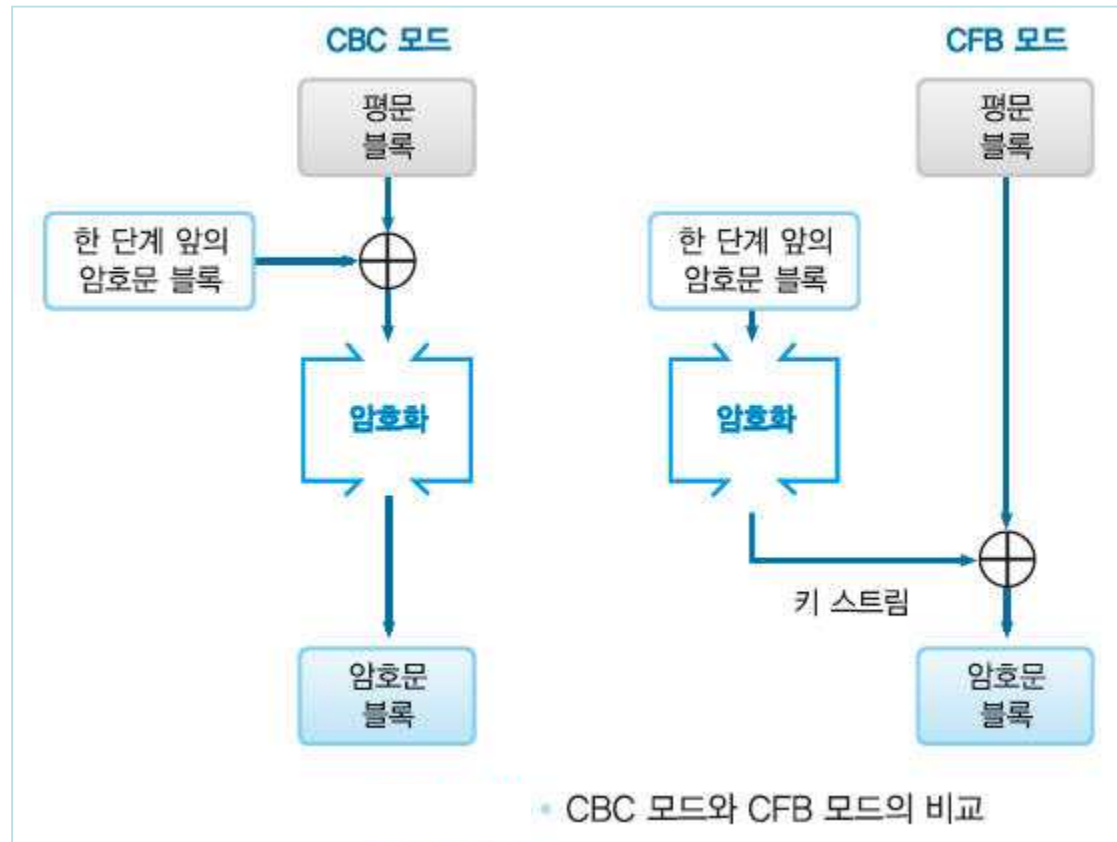 CBC 모드
평문
블록
한 단계 앞의
암호문 블록
암호화
암호문
블록
CFB 모드
평문
블록
한 단계 앞의
암호문 블록
암호화
키 스트림
암호문
블록
• CBC 모드와 CFB 모드의 비교